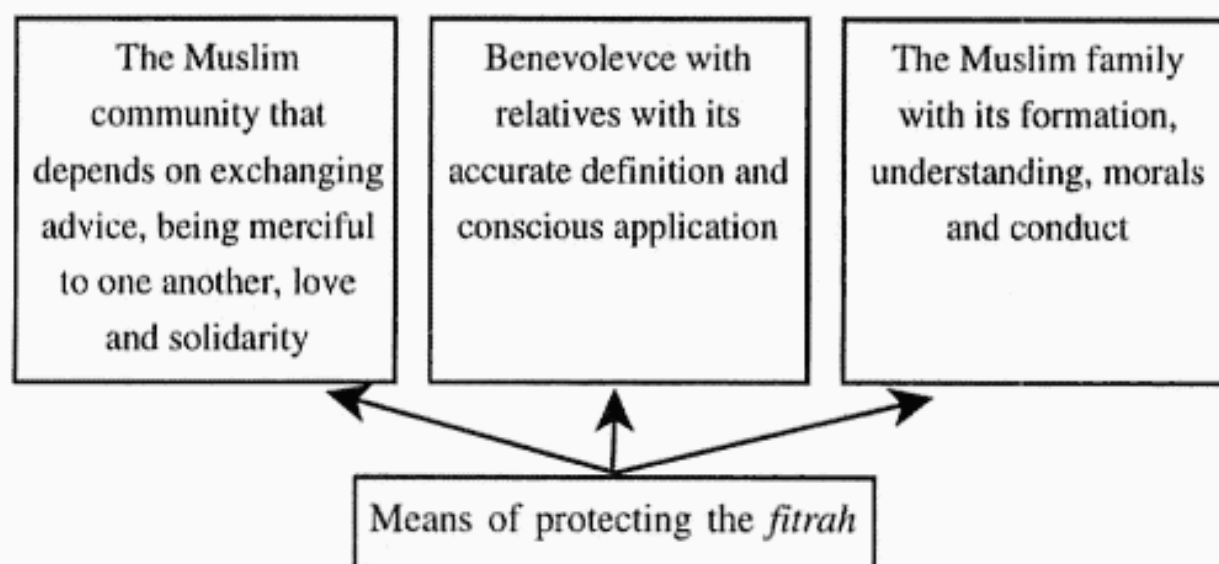 The Muslim
community that
depends on exchanging
advice, being merciful
to one another, love
and solidarity
Benevolevce with
relatives with its
accurate definition and
conscious application
The Muslim family
with its formation,
understanding, morals
and conduct
Means of protecting the fitrah